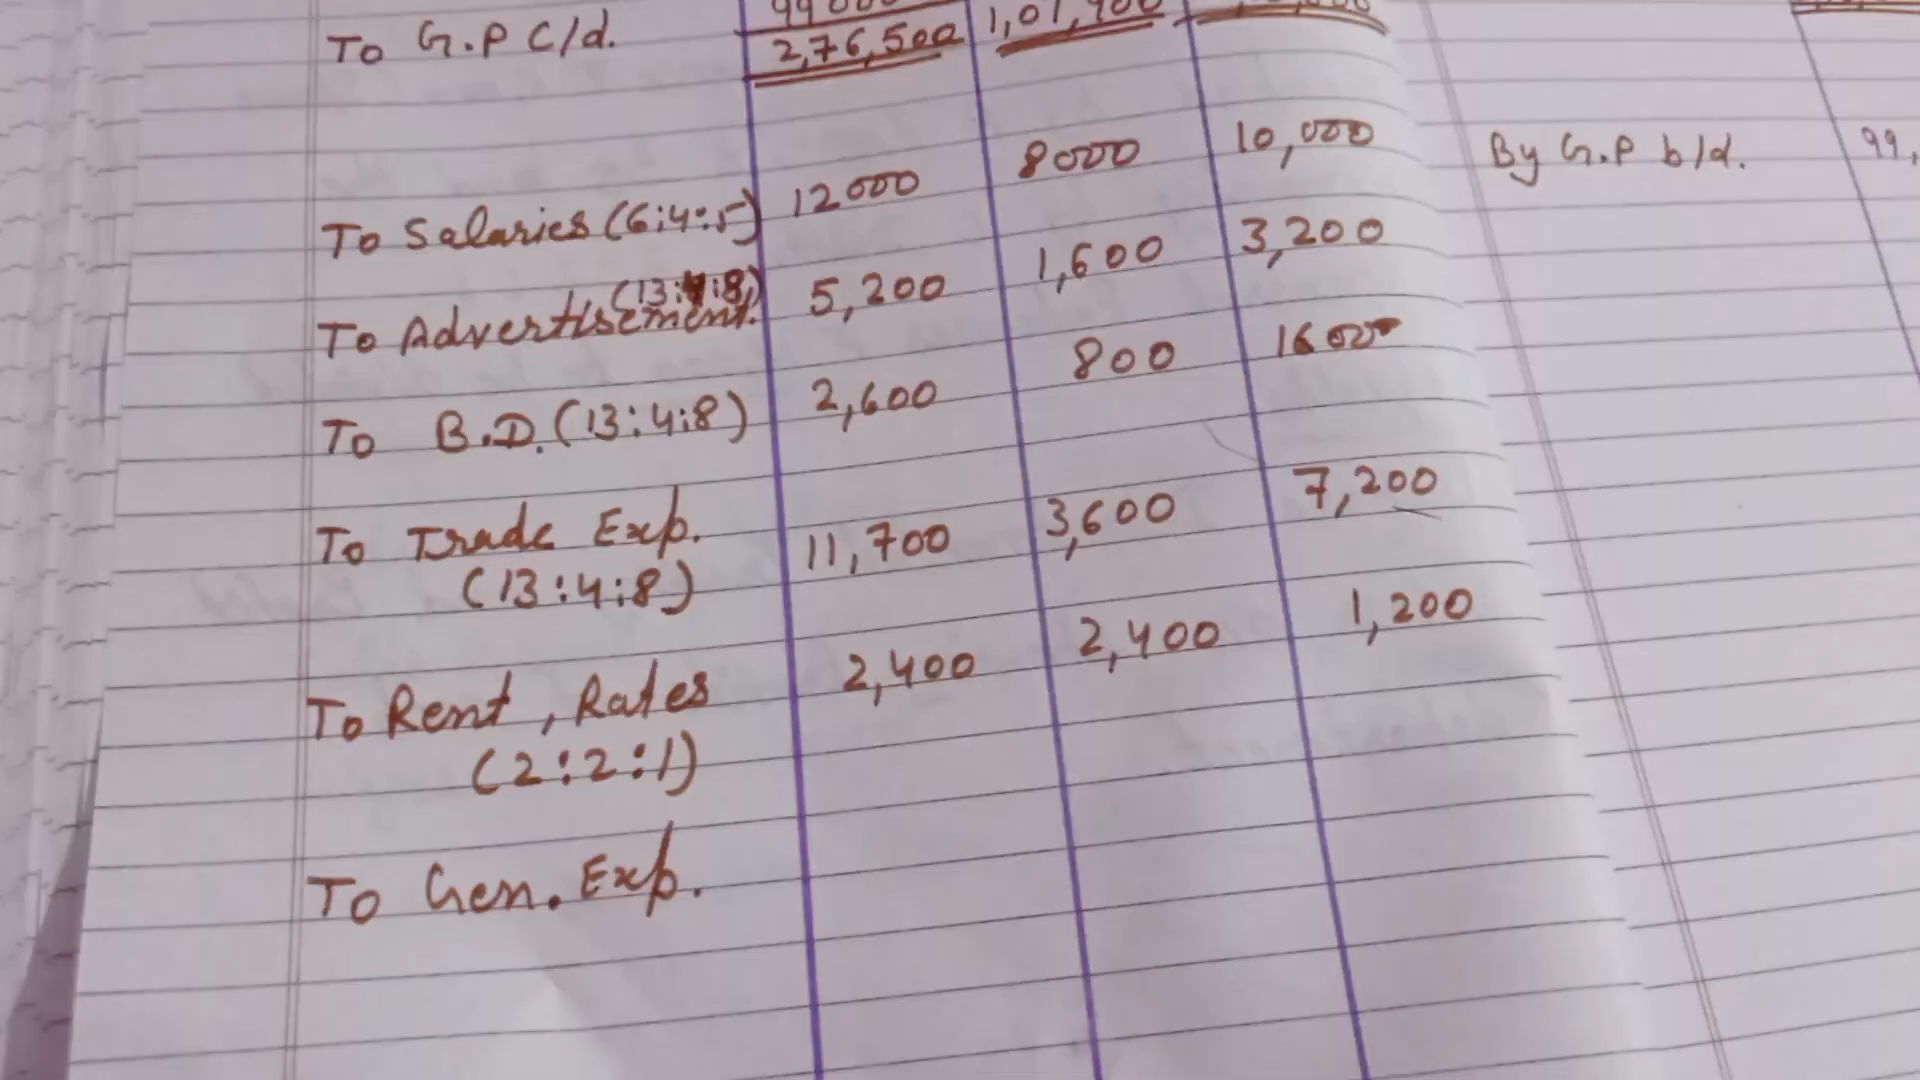 To G.P C/d.
2,76,500
To Salaries (6:4:5) 12000 8000 10,000 By G.P b/d. 99,
To Advertisement. (13:4:8) 5,200 1,600 3,200
To B.D. (13:4:8) 2,600 800 1600
To Trade Exp. 11,700 3,600 7,200
(13:4:8)
To Rent, Rates 2,400 2,400 1,200
(2:2:1)
To Gen. Exp.